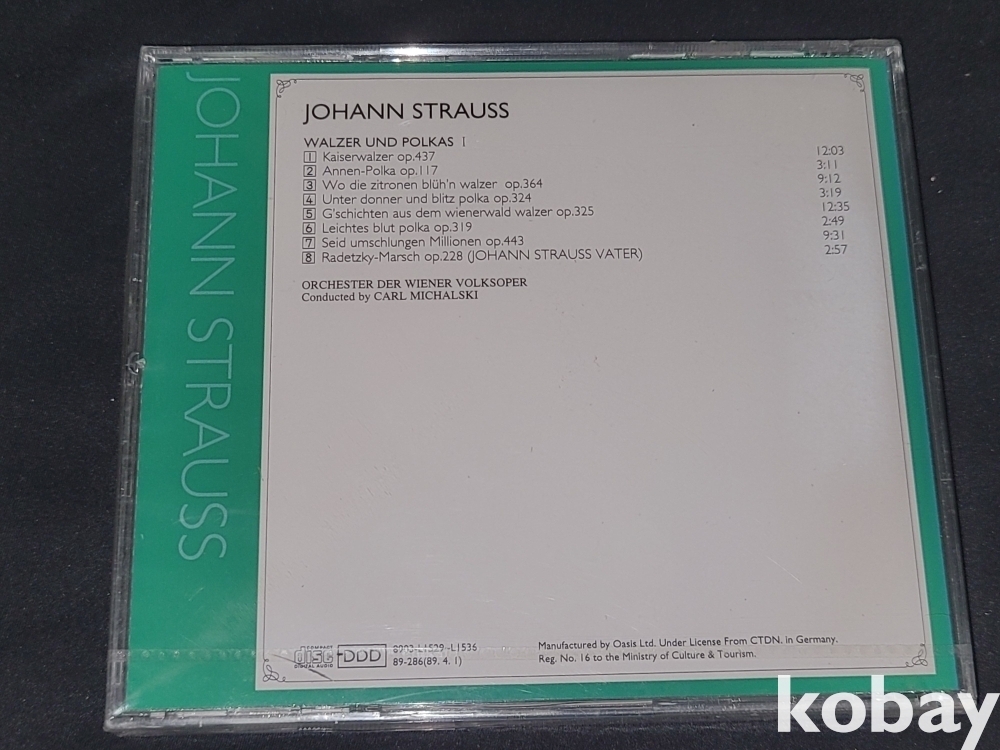 JOHANN STRAUSS
JOHANN STRAUSS
WALZER UND POLKAS I
1 Kaiserwalzer op.437 12:03
2 Annen-Polka op.117 3:11
3 Wo die zitronen blüh'n walzer op.364 9:12
4 Unter donner und blitz polka op.324 3:19
5 G'schichten aus dem wienerwald walzer op.325 12:35
6 Leichtes blut polka op.319 2:49
7 Seid umschlungen Millionen op.443 9:31
8 Radetzky-Marsch op.228 (JOHANN STRAUSS VATER) 2:57
ORCHESTER DER WIENER VOLKSOPER
Conducted by CARL MICHALSKI
COMPACT disc DIGITAL AUDIO
DDD
89-286(89. 4. 1)
Manufactured by Oasis Ltd. Under License From CTDN. in Germany.
Reg. No. 16 to the Ministry of Culture & Tourism.
kobay